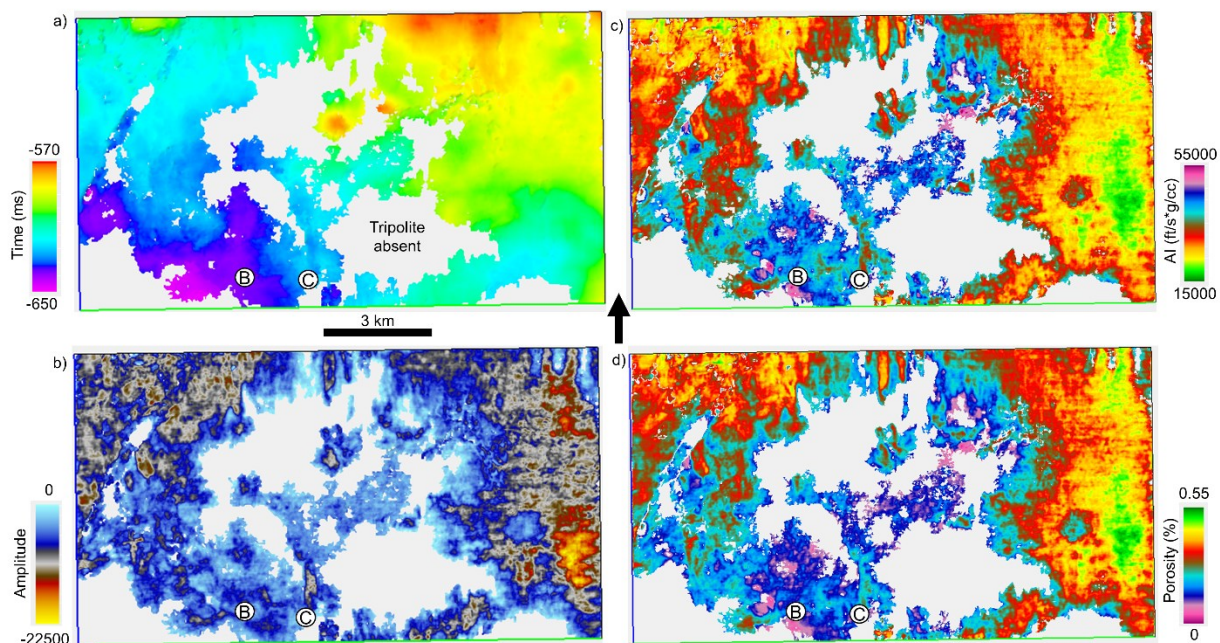 a)
-570
Time (ms)
-650
Tripolite
absent
B
C
3 km
c)
55000
AI (ft/s*g/cc)
15000
B
C
b)
0
Amplitude
-22500
B
C
d)
0.55
Porosity (%)
0
B
C